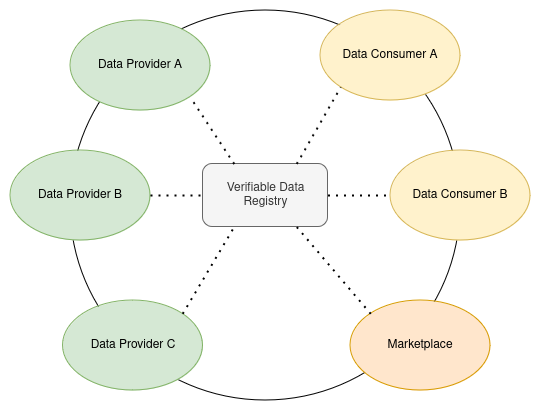 Data Provider A
Data Consumer A
Data Provider B
Verifiable Data
Registry
Data Consumer B
Data Provider C
Marketplace